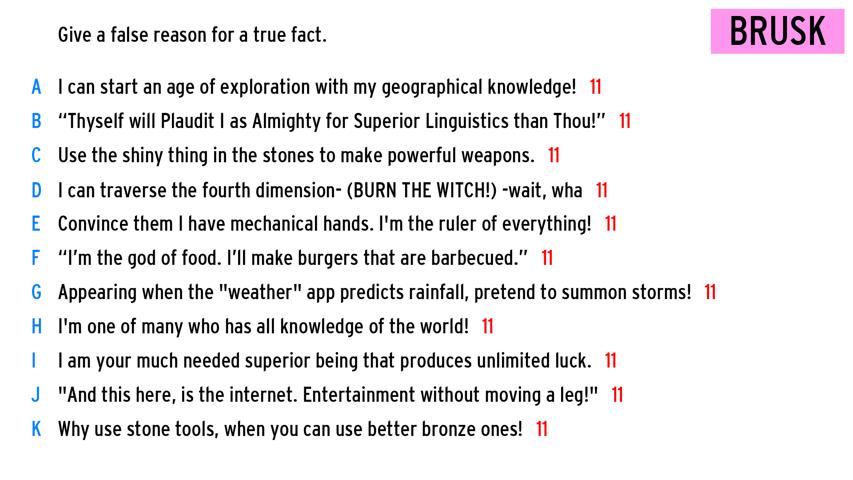 Give a false reason for a true fact.
BRUSK
A I can start an age of exploration with my geographical knowledge! 11
B “Thyself will Plaudit I as Almighty for Superior Linguistics than Thou!” 11
C Use the shiny thing in the stones to make powerful weapons. 11
D I can traverse the fourth dimension- (BURN THE WITCH!) -wait, wha 11
E Convince them I have mechanical hands. I'm the ruler of everything! 11
F “I’m the god of food. I’ll make burgers that are barbecued.” 11
G Appearing when the "weather" app predicts rainfall, pretend to summon storms! 11
H I'm one of many who has all knowledge of the world! 11
I I am your much needed superior being that produces unlimited luck. 11
J "And this here, is the internet. Entertainment without moving a leg!" 11
K Why use stone tools, when you can use better bronze ones! 11